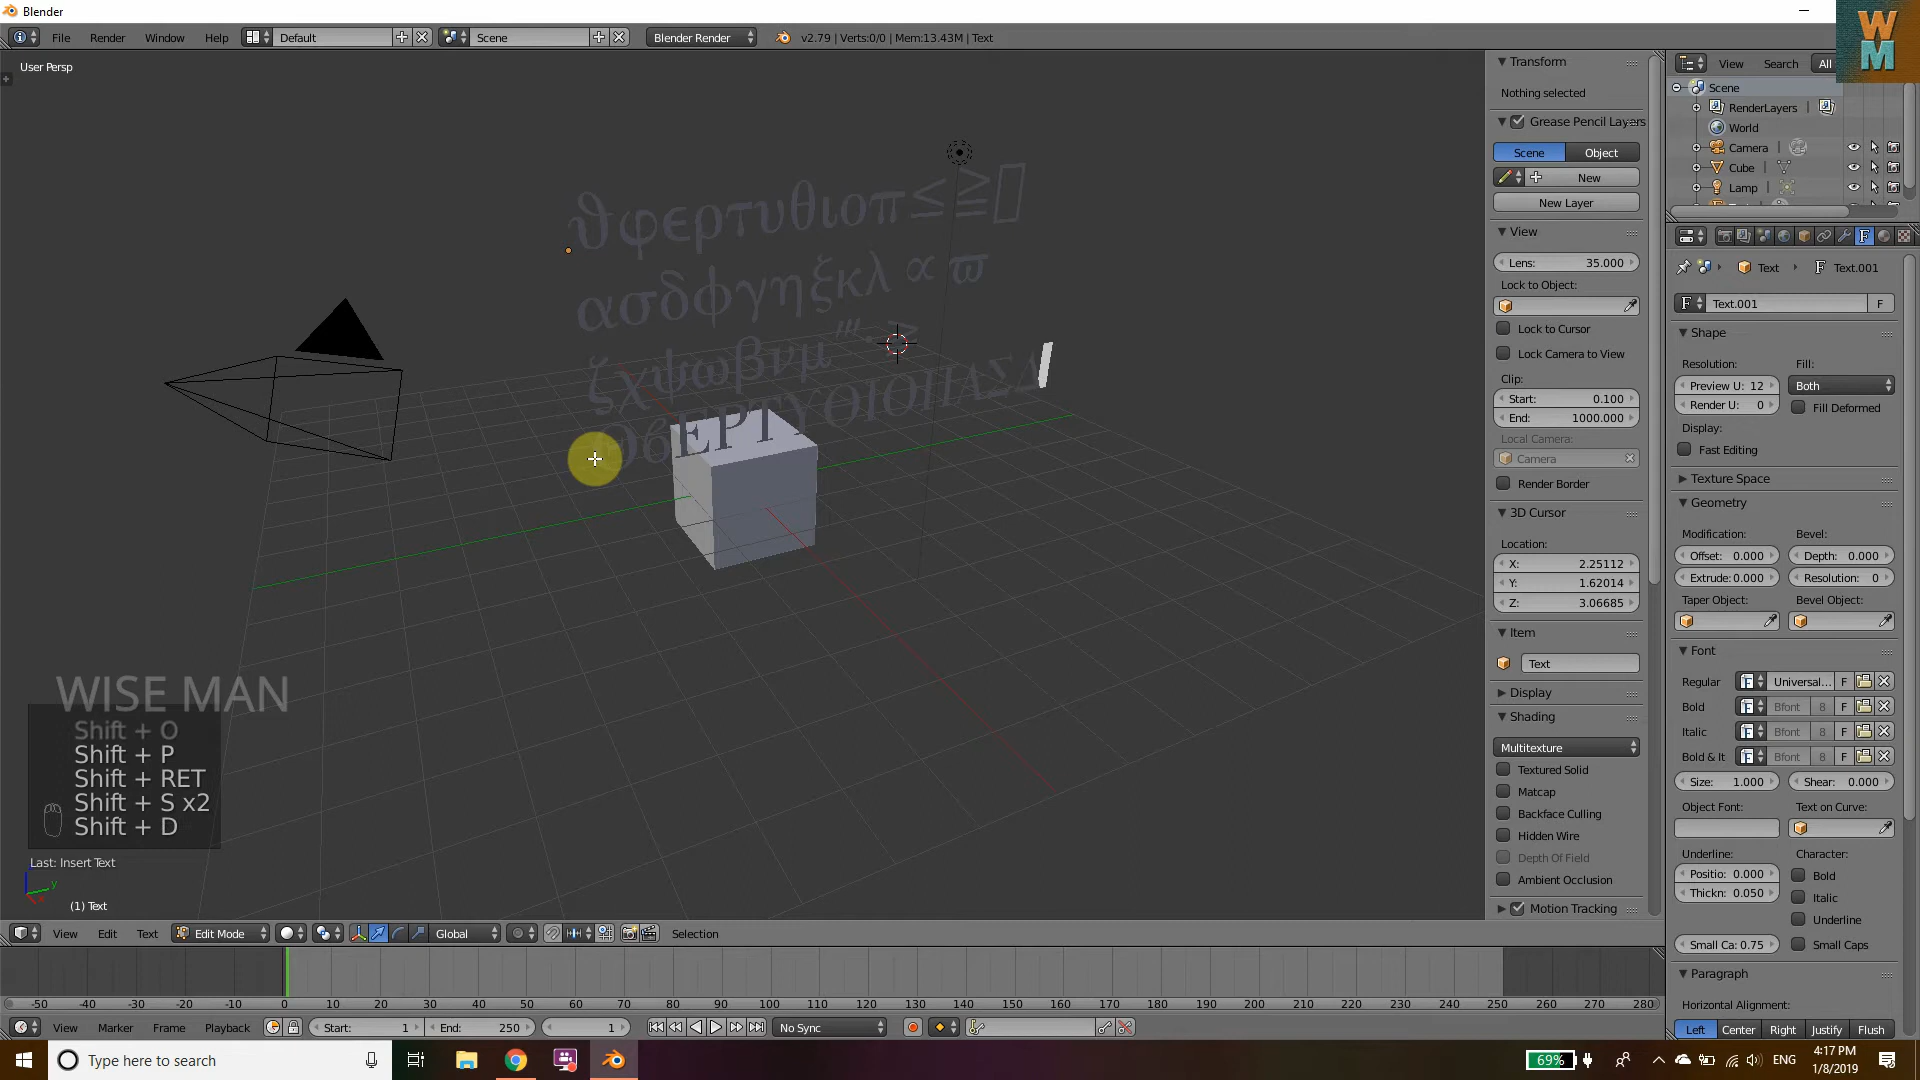 Blender
W
M
File Render Window Help Default Scene Blender Render v2.79 | Verts:0/0 | Mem:13.43M | Text
User Persp
ϑφερτυθιοπ≤≥▯
ασδϕγηξκλ∝ϖ
ζχψωβνμ″′.>
ΕΡΤΥΘΙΟΠΑΣΔ
WISE MAN
Shift + O
Shift + P
Shift + RET
Shift + S x2
Shift + D
Last: Insert Text
(1) Text
View Edit Text Edit Mode Global Selection
-50 -40 -30 -20 -10 0 10 20 30 40 50 60 70 80 90 100 110 120 130 140 150 160 170 180 190 200 210 220 230 240 250 260 270 280
View Marker Frame Playback Start: 1 End: 250 1 No Sync
Transform
Nothing selected
Grease Pencil Layers
Scene Object
New
New Layer
View
Lens: 35.000
Lock to Object:
Lock to Cursor
Lock Camera to View
Clip:
Start: 0.100
End: 1000.000
Local Camera:
Camera
Render Border
3D Cursor
Location:
X: 2.25112
Y: 1.62014
Z: 3.06685
Item
Text
Display
Shading
Multitexture
Textured Solid
Matcap
Backface Culling
Hidden Wire
Depth Of Field
Ambient Occlusion
Motion Tracking
View Search All
Scene
RenderLayers
World
Camera
Cube
Lamp
Text Text.001
F Text.001 F
Shape
Resolution: Fill:
Preview U: 12 Both
Render U: 0 Fill Deformed
Display:
Fast Editing
Texture Space
Geometry
Modification: Bevel:
Offset: 0.000 Depth: 0.000
Extrude: 0.000 Resolution: 0
Taper Object: Bevel Object:
Font
Regular Universal... F
Bold Bfont 8 F
Italic Bfont 8 F
Bold & It Bfont 8 F
Size: 1.000 Shear: 0.000
Object Font: Text on Curve:
Underline: Character:
Positio: 0.000 Bold
Thickn: 0.050 Italic
Underline
Small Ca: 0.75 Small Caps
Paragraph
Horizontal Alignment:
Left Center Right Justify Flush
Type here to search 69% ENG 4:17 PM
1/8/2019